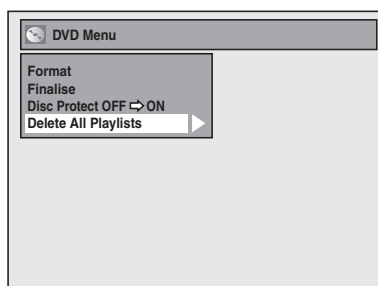 DVD Menu
Format
Finalise
Disc Protect OFF ⇨ ON
Delete All Playlists